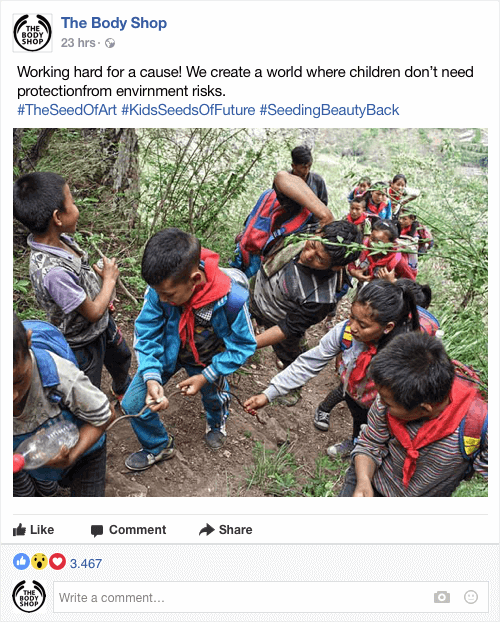 THE
BODY
SHOP
The Body Shop
23 hrs ·
Working hard for a cause! We create a world where children don't need
protectionfrom envirnment risks.
#TheSeedOfArt #KidsSeedsOfFuture #SeedingBeautyBack
Like Comment Share
3.467
THE
BODY
SHOP
Write a comment...